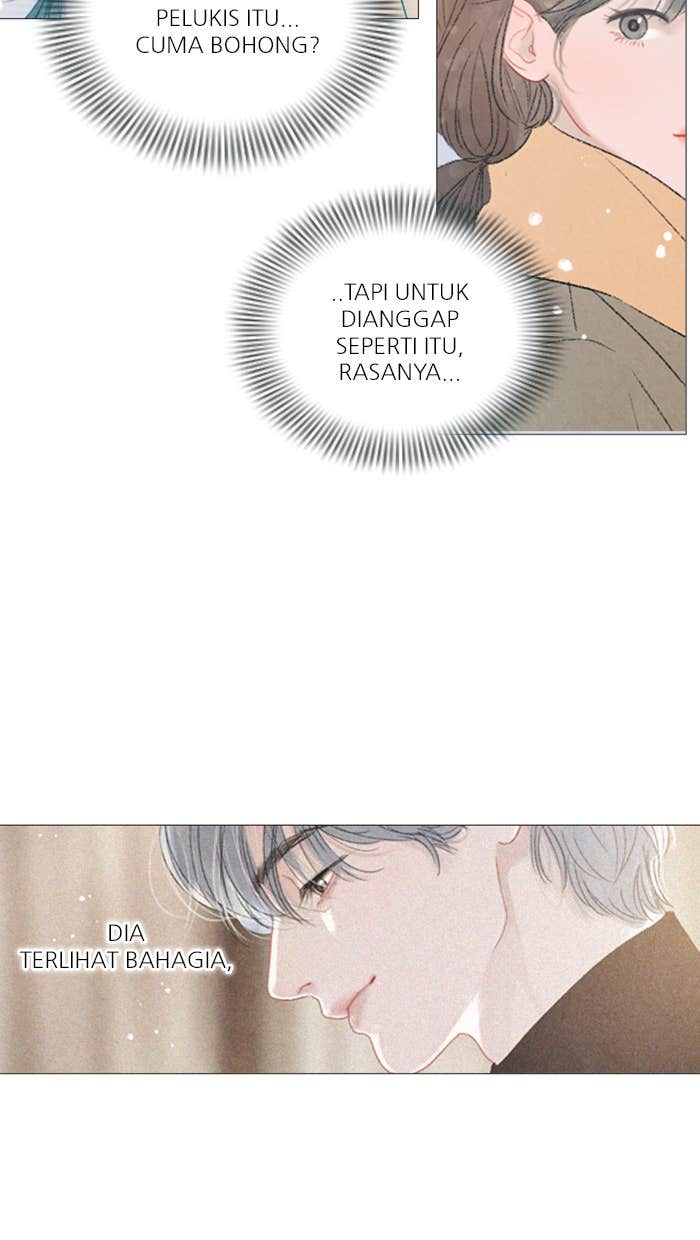 PELUKIS ITU...
CUMA BOHONG?
..TAPI UNTUK
DIANGGAP
SEPERTI ITU,
RASANYA...
DIA
TERLIHAT BAHAGIA,